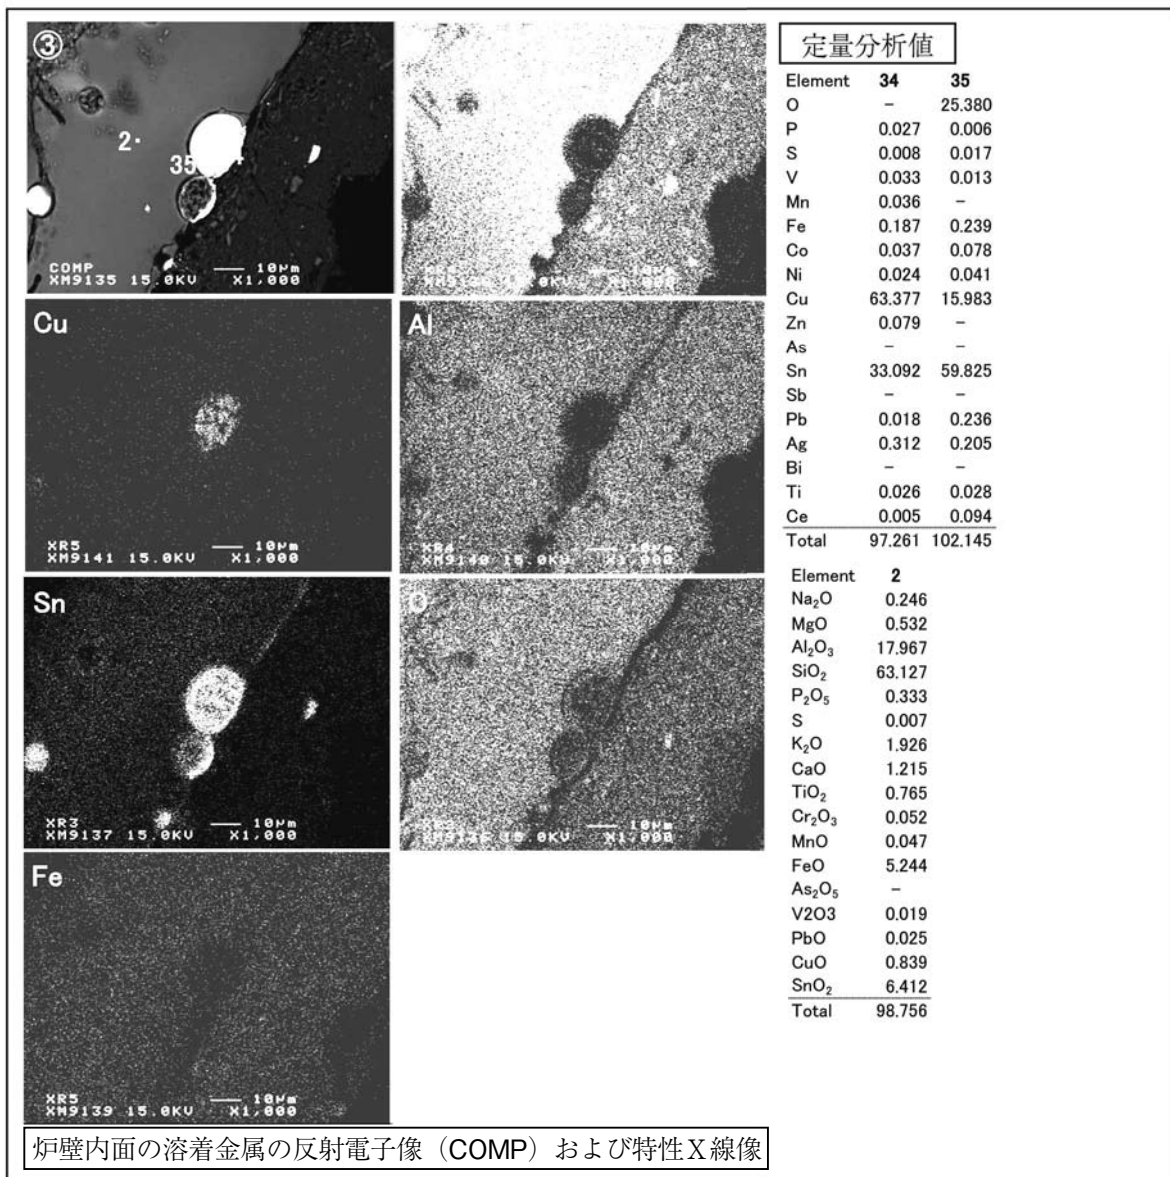 ③
2
35
COMP
XM9135 15.0KV X1,000 10μm
Cu
XR5
XM9141 15.0KV X1,000 10μm
Al
X1,000 10μm
Sn
XR3
XM9137 15.0KV X1,000 10μm
O
X1,000 10μm
Fe
XR5
XM9139 15.0KV X1,000 10μm
炉壁内面の溶着金属の反射電子像（COMP）および特性X線像
定量分析値
Element 34 35
O - 25.380
P 0.027 0.006
S 0.008 0.017
V 0.033 0.013
Mn 0.036 -
Fe 0.187 0.239
Co 0.037 0.078
Ni 0.024 0.041
Cu 63.377 15.983
Zn 0.079 -
As - -
Sn 33.092 59.825
Sb - -
Pb 0.018 0.236
Ag 0.312 0.205
Bi - -
Ti 0.026 0.028
Ce 0.005 0.094
Total 97.261 102.145
Element 2
Na₂O 0.246
MgO 0.532
Al₂O₃ 17.967
SiO₂ 63.127
P₂O₅ 0.333
S 0.007
K₂O 1.926
CaO 1.215
TiO₂ 0.765
Cr₂O₃ 0.052
MnO 0.047
FeO 5.244
As₂O₅ -
V2O3 0.019
PbO 0.025
CuO 0.839
SnO₂ 6.412
Total 98.756